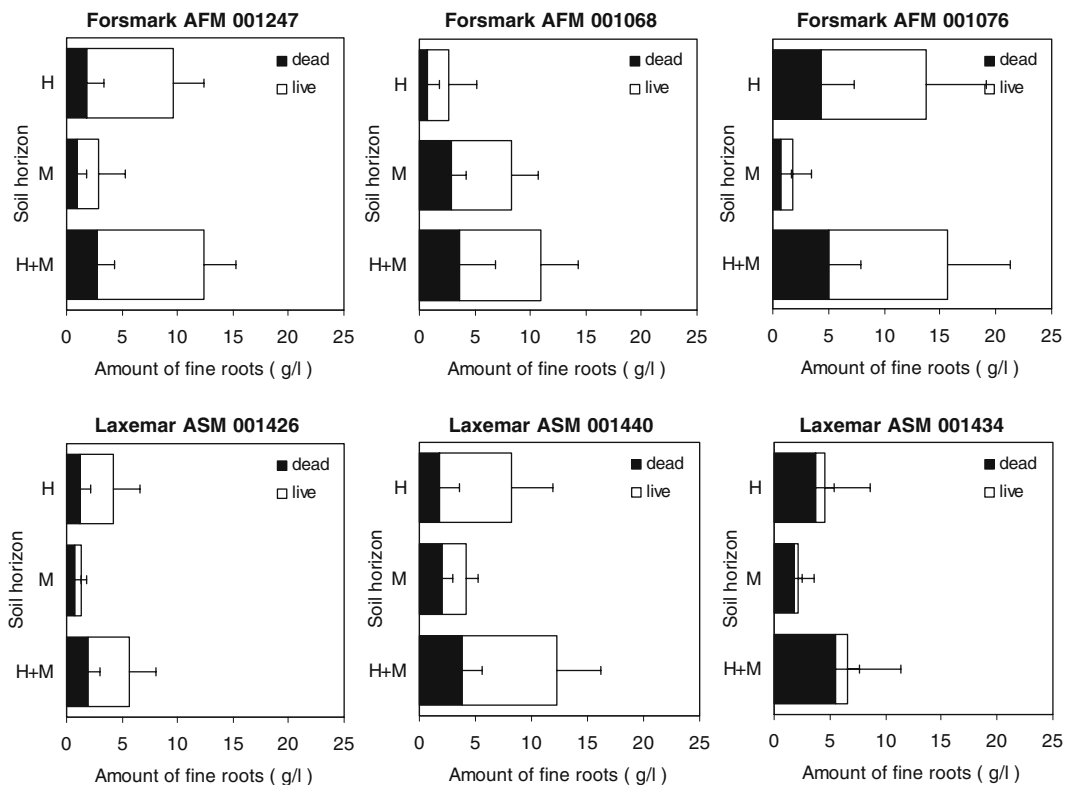 Forsmark AFM 001247
Soil horizon
H
M
H+M
dead
live
0 5 10 15 20 25
Amount of fine roots ( g/l )
Forsmark AFM 001068
Soil horizon
H
M
H+M
dead
live
0 5 10 15 20 25
Amount of fine roots ( g/l )
Forsmark AFM 001076
Soil horizon
H
M
H+M
dead
live
0 5 10 15 20 25
Amount of fine roots ( g/l )
Laxemar ASM 001426
Soil horizon
H
M
H+M
dead
live
0 5 10 15 20 25
Amount of fine roots ( g/l )
Laxemar ASM 001440
Soil horizon
H
M
H+M
dead
live
0 5 10 15 20 25
Amount of fine roots ( g/l )
Laxemar ASM 001434
Soil horizon
H
M
H+M
dead
live
0 5 10 15 20 25
Amount of fine roots ( g/l )